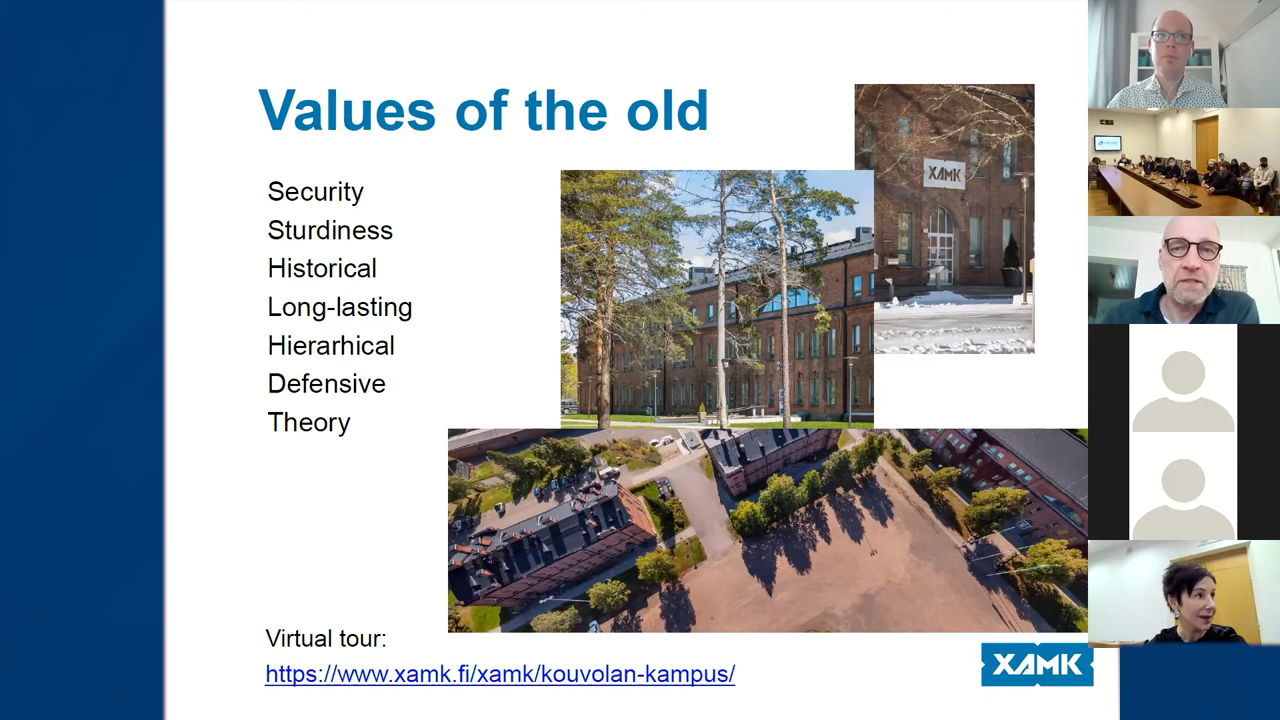 Values of the old
Security
Sturdiness
Historical
Long-lasting
Hierarhical
Defensive
Theory
XAMK
Virtual tour:
https://www.xamk.fi/xamk/kouvolan-kampus/
XAMK